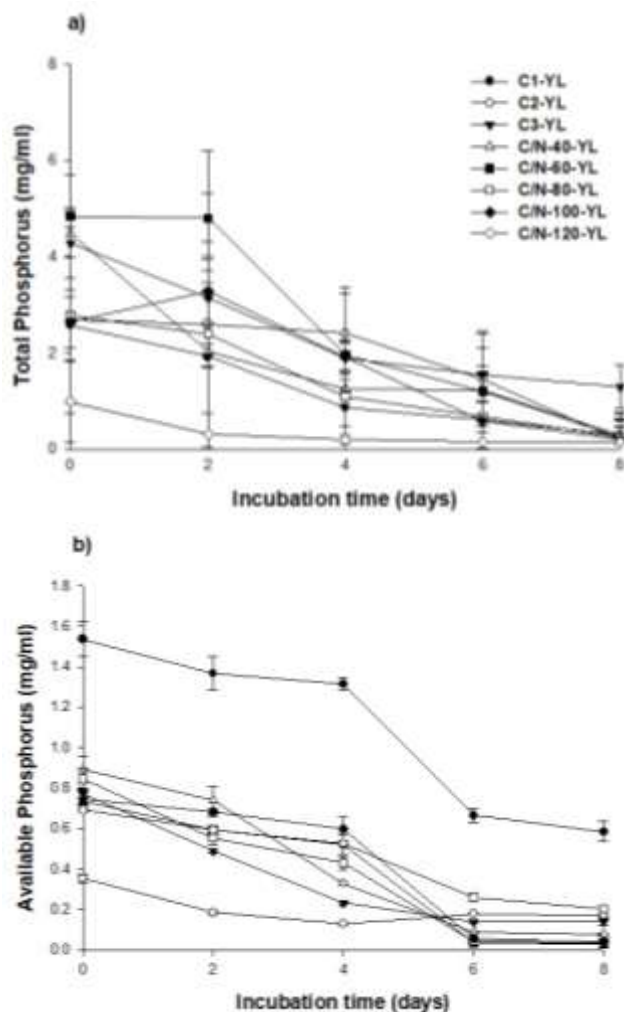 a)
8
6
4
2
0
Total Phosphorus (mg/ml)
C1-YL
C2-YL
C3-YL
C/N-40-YL
C/N-60-YL
C/N-80-YL
C/N-100-YL
C/N-120-YL
0 2 4 6 8
Incubation time (days)
b)
1.8
1.6
1.4
1.2
1.0
0.8
0.6
0.4
0.2
0.0
Available Phosphorus (mg/ml)
0 2 4 6 8
Incubation time (days)